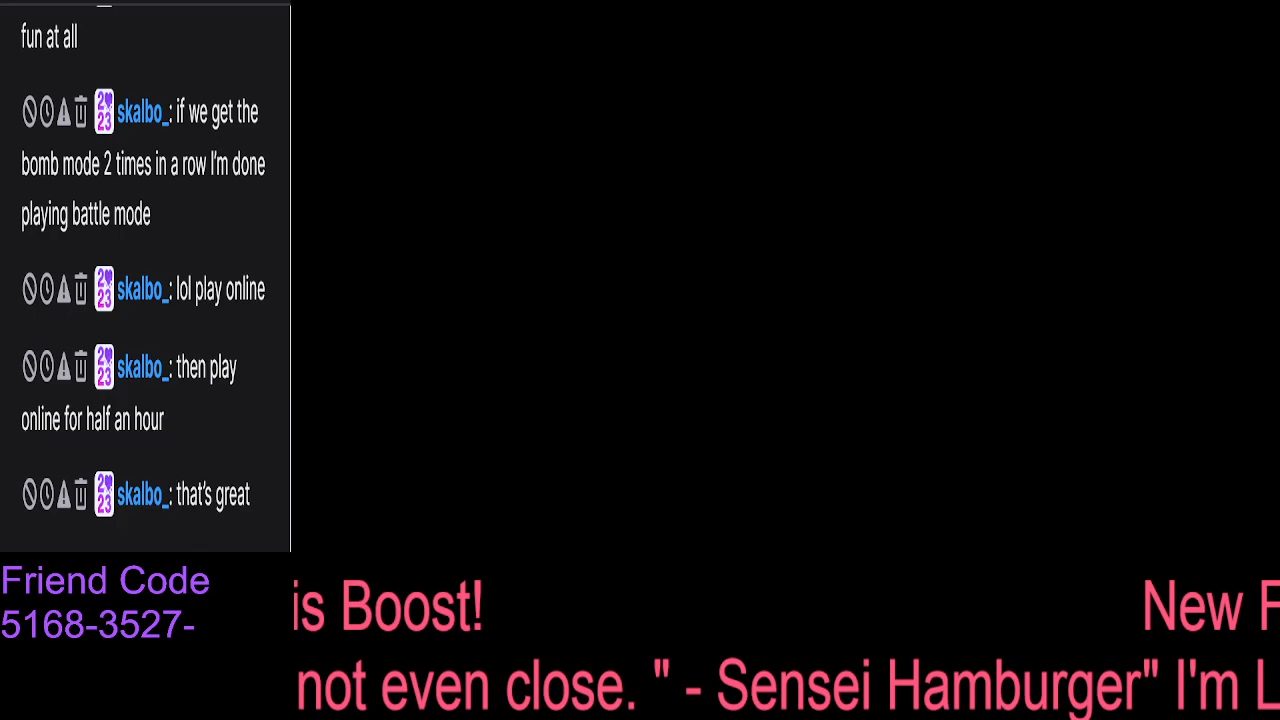 fun at all
skalbo_: if we get the
bomb mode 2 times in a row I'm done
playing battle mode
skalbo_: lol play online
skalbo_: then play
online for half an hour
skalbo_: that's great
Friend Code
5168-3527-
is Boost!
New F
not even close. " - Sensei Hamburger" I'm L